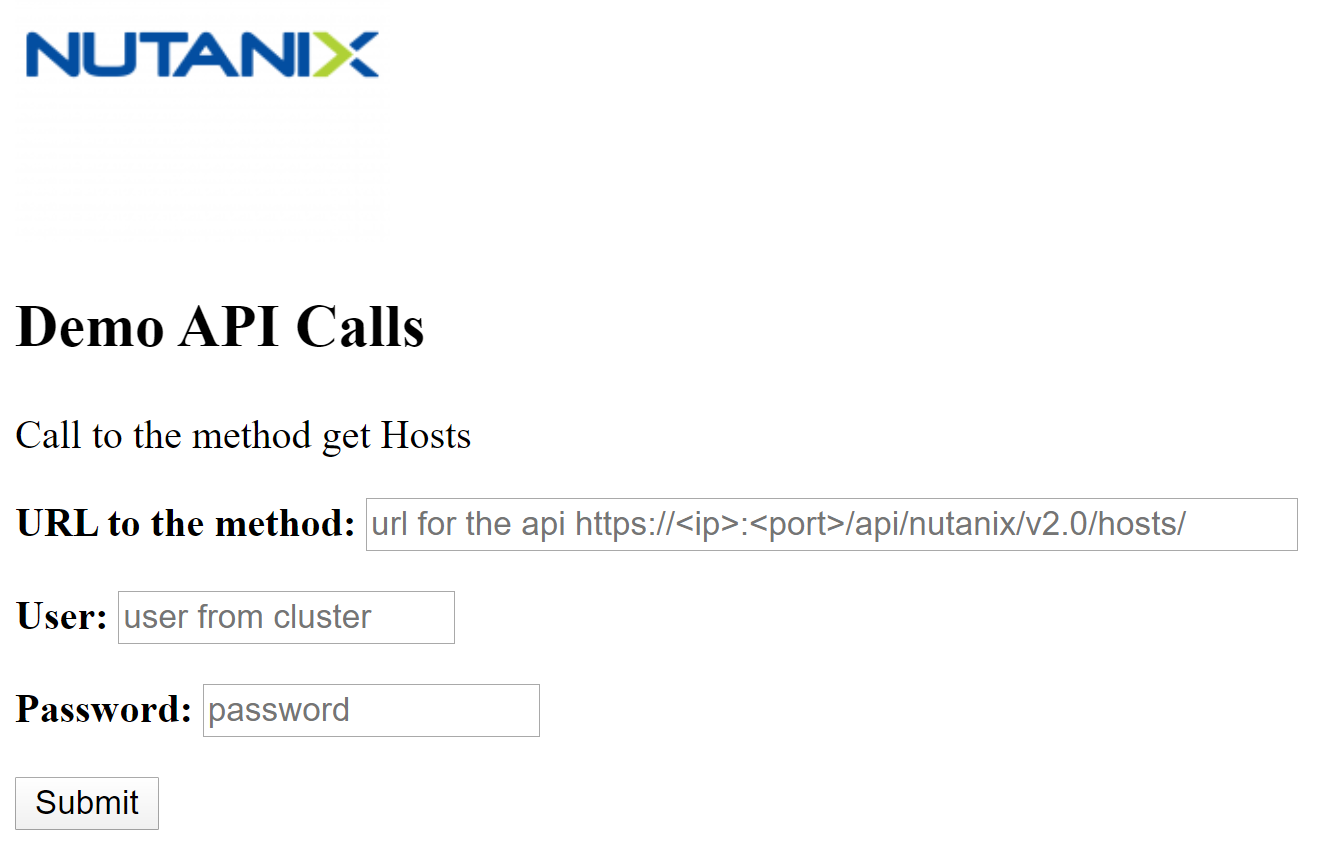 NUTANIX
Demo API Calls
Call to the method get Hosts
URL to the method: url for the api https://<ip>:<port>/api/nutanix/v2.0/hosts/
User: user from cluster
Password: password
Submit